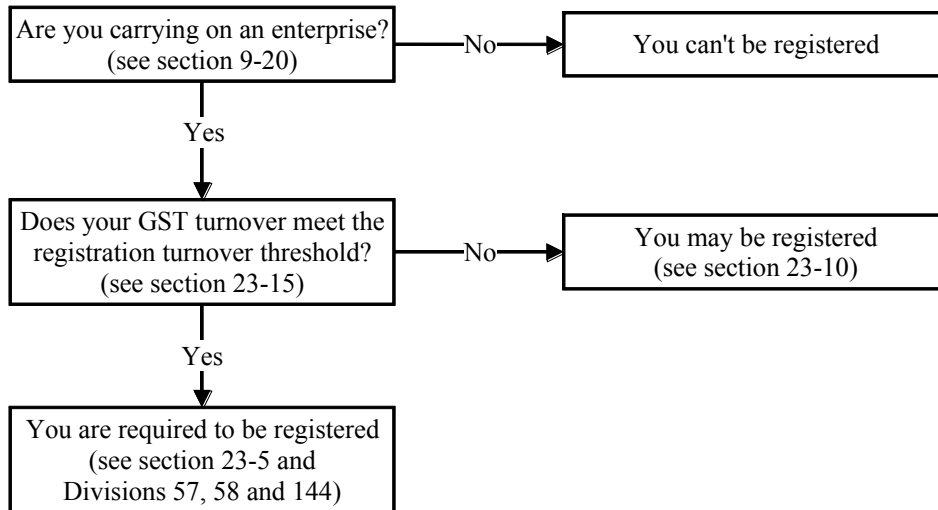 Are you carrying on an enterprise?
(see section 9-20)
No
You can't be registered
Yes
Does your GST turnover meet the
registration turnover threshold?
(see section 23-15)
No
You may be registered
(see section 23-10)
Yes
You are required to be registered
(see section 23-5 and
Divisions 57, 58 and 144)